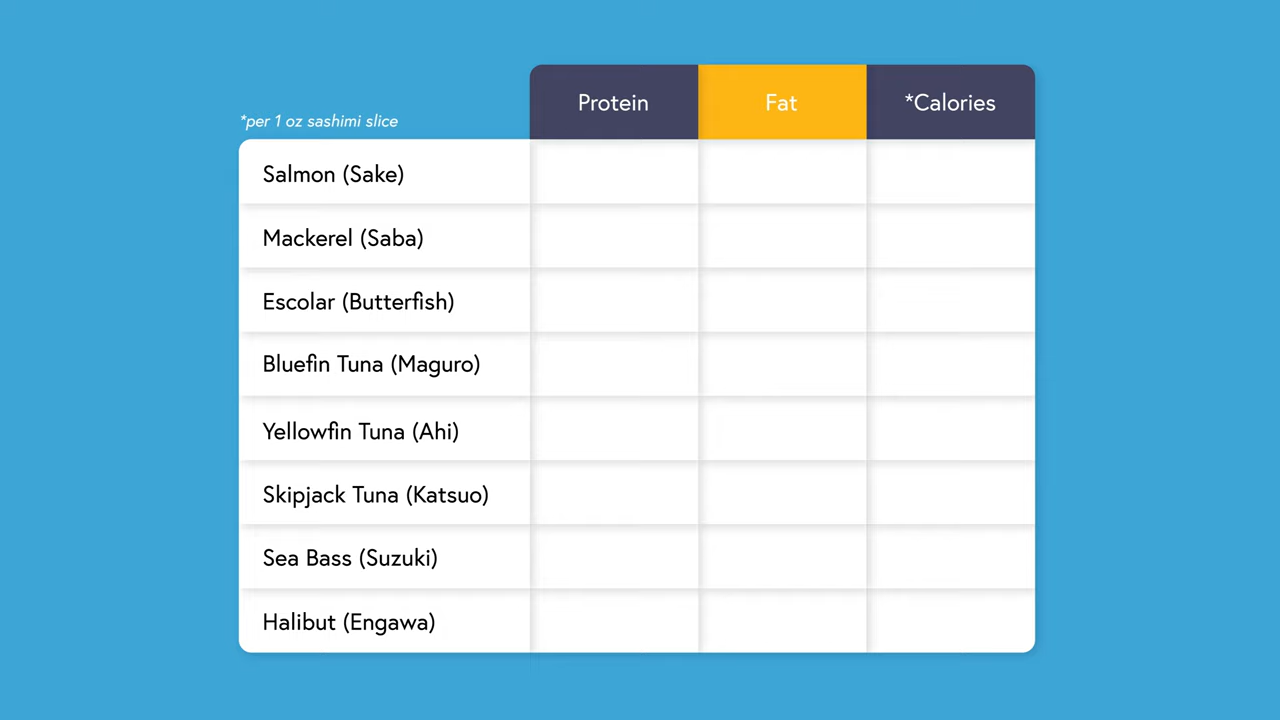 Protein Fat *Calories
*per 1 oz sashimi slice
Salmon (Sake)
Mackerel (Saba)
Escolar (Butterfish)
Bluefin Tuna (Maguro)
Yellowfin Tuna (Ahi)
Skipjack Tuna (Katsuo)
Sea Bass (Suzuki)
Halibut (Engawa)